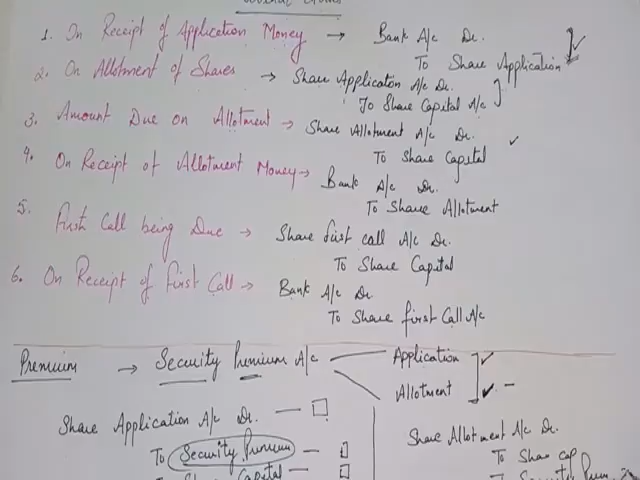 1. On Receipt of Application Money → Bank A/c Dr.
To Share Application
2. On Allotment of Shares → Share Application A/c Dr.
To Share Capital A/c
3. Amount Due on Allotment → Share Allotment A/c Dr.
To Share Capital
4. On Receipt of Allotment Money → Bank A/c Dr.
To Share Allotment
5. First Call being Due → Share first call A/c Dr.
To Share Capital
6. On Receipt of First Call → Bank A/c Dr.
To Share first Call A/c
Premium → Security Premium A/c
Application
Allotment
Share Application A/c Dr.
To Security Premium
Capital
Share Allotment A/c Dr.
To Share Cap
Security